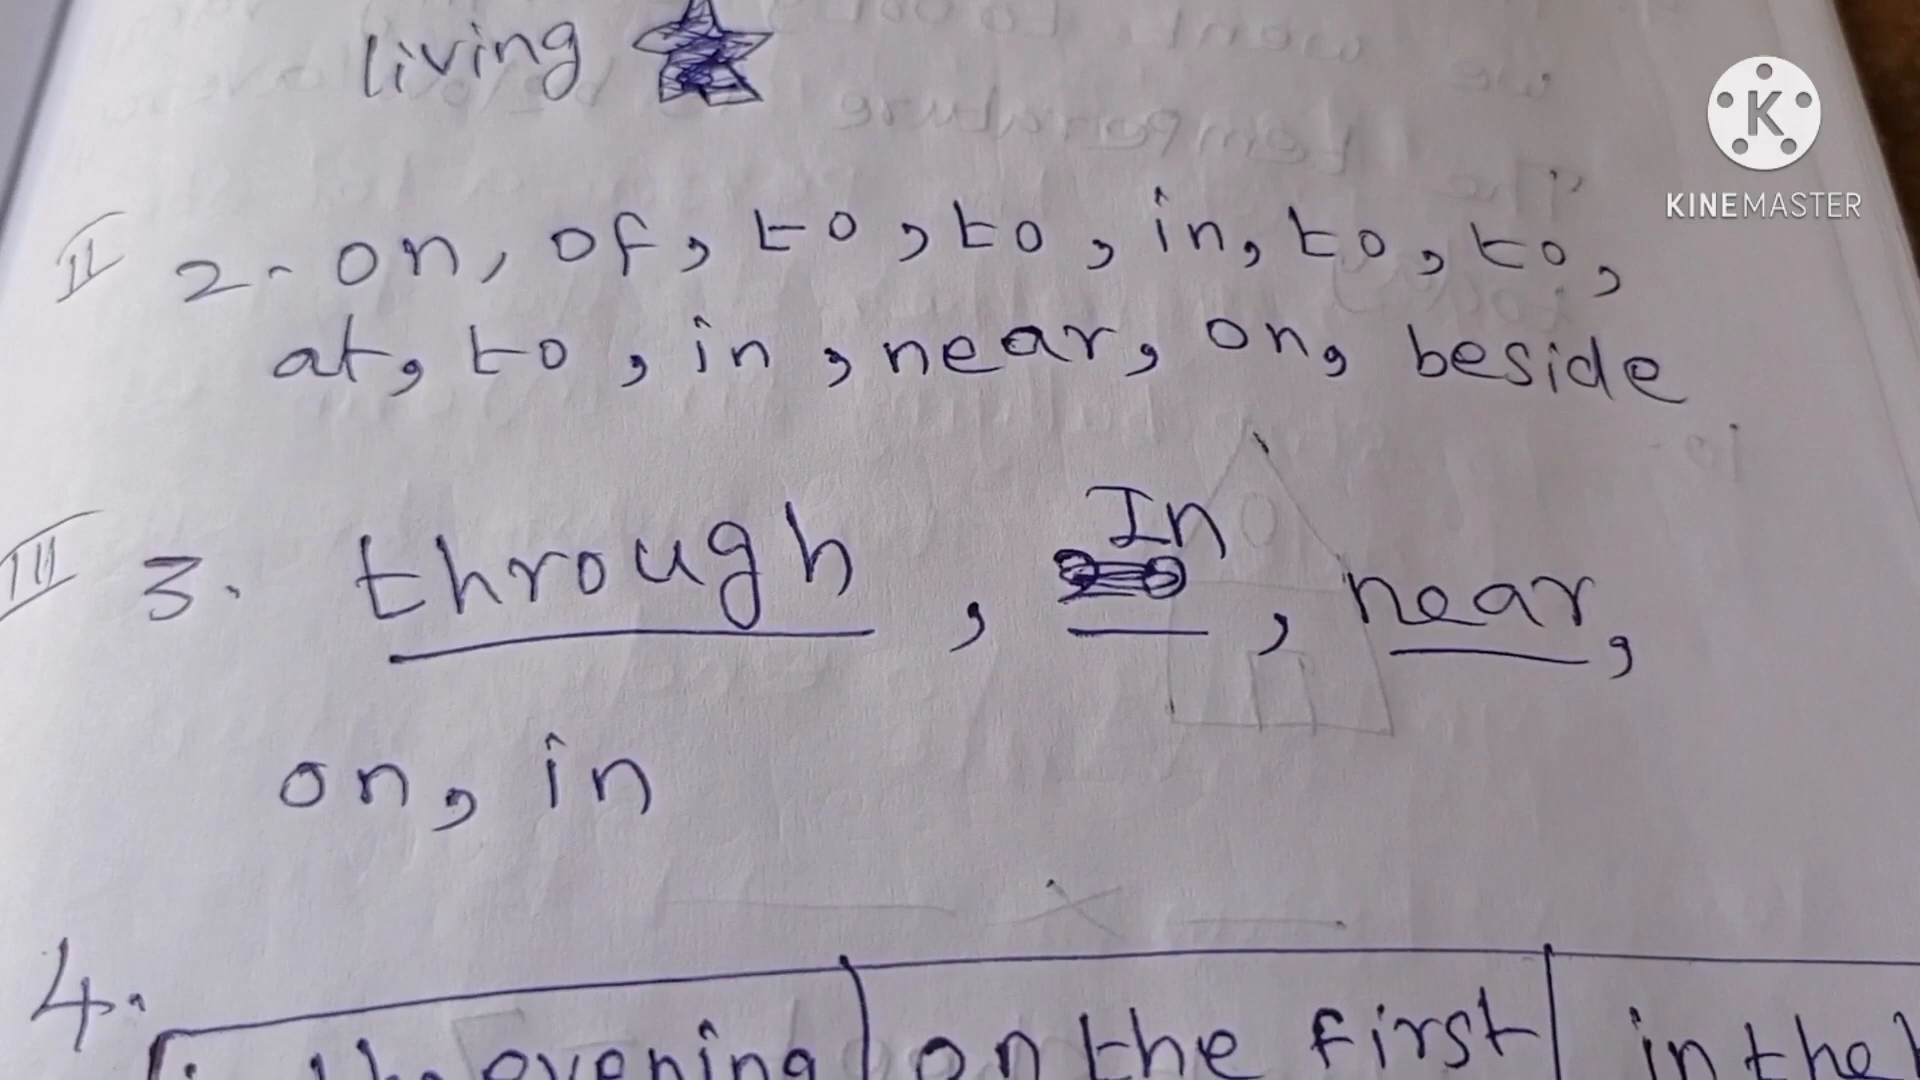 living
II 2. on, of, to, to, in, to, to,
at, to, in, near, on, beside
III 3. through, In, near,
on, in
4.
evening on the first in the
K
KINEMASTER